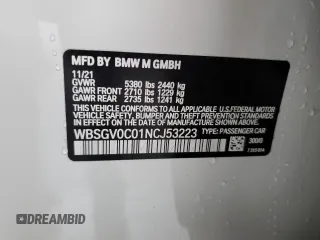 MFD BY BMW M GMBH
11/21
GVWR 5380 lbs 2440 kg
GAWR FRONT 2710 lbs 1229 kg
GAWR REAR 2735 lbs 1241 kg
THIS VEHICLE CONFORMS TO ALL APPLICABLE U.S. FEDERAL MOTOR
VEHICLE SAFETY, BUMPER, AND THEFT PREVENTION STANDARDS IN
EFFECT ON THE DATE OF MANUFACTURE SHOWN ABOVE.
WBSGV0C01NCJ53223 TYPE: PASSENGER CAR
300/0
© DREAMBID